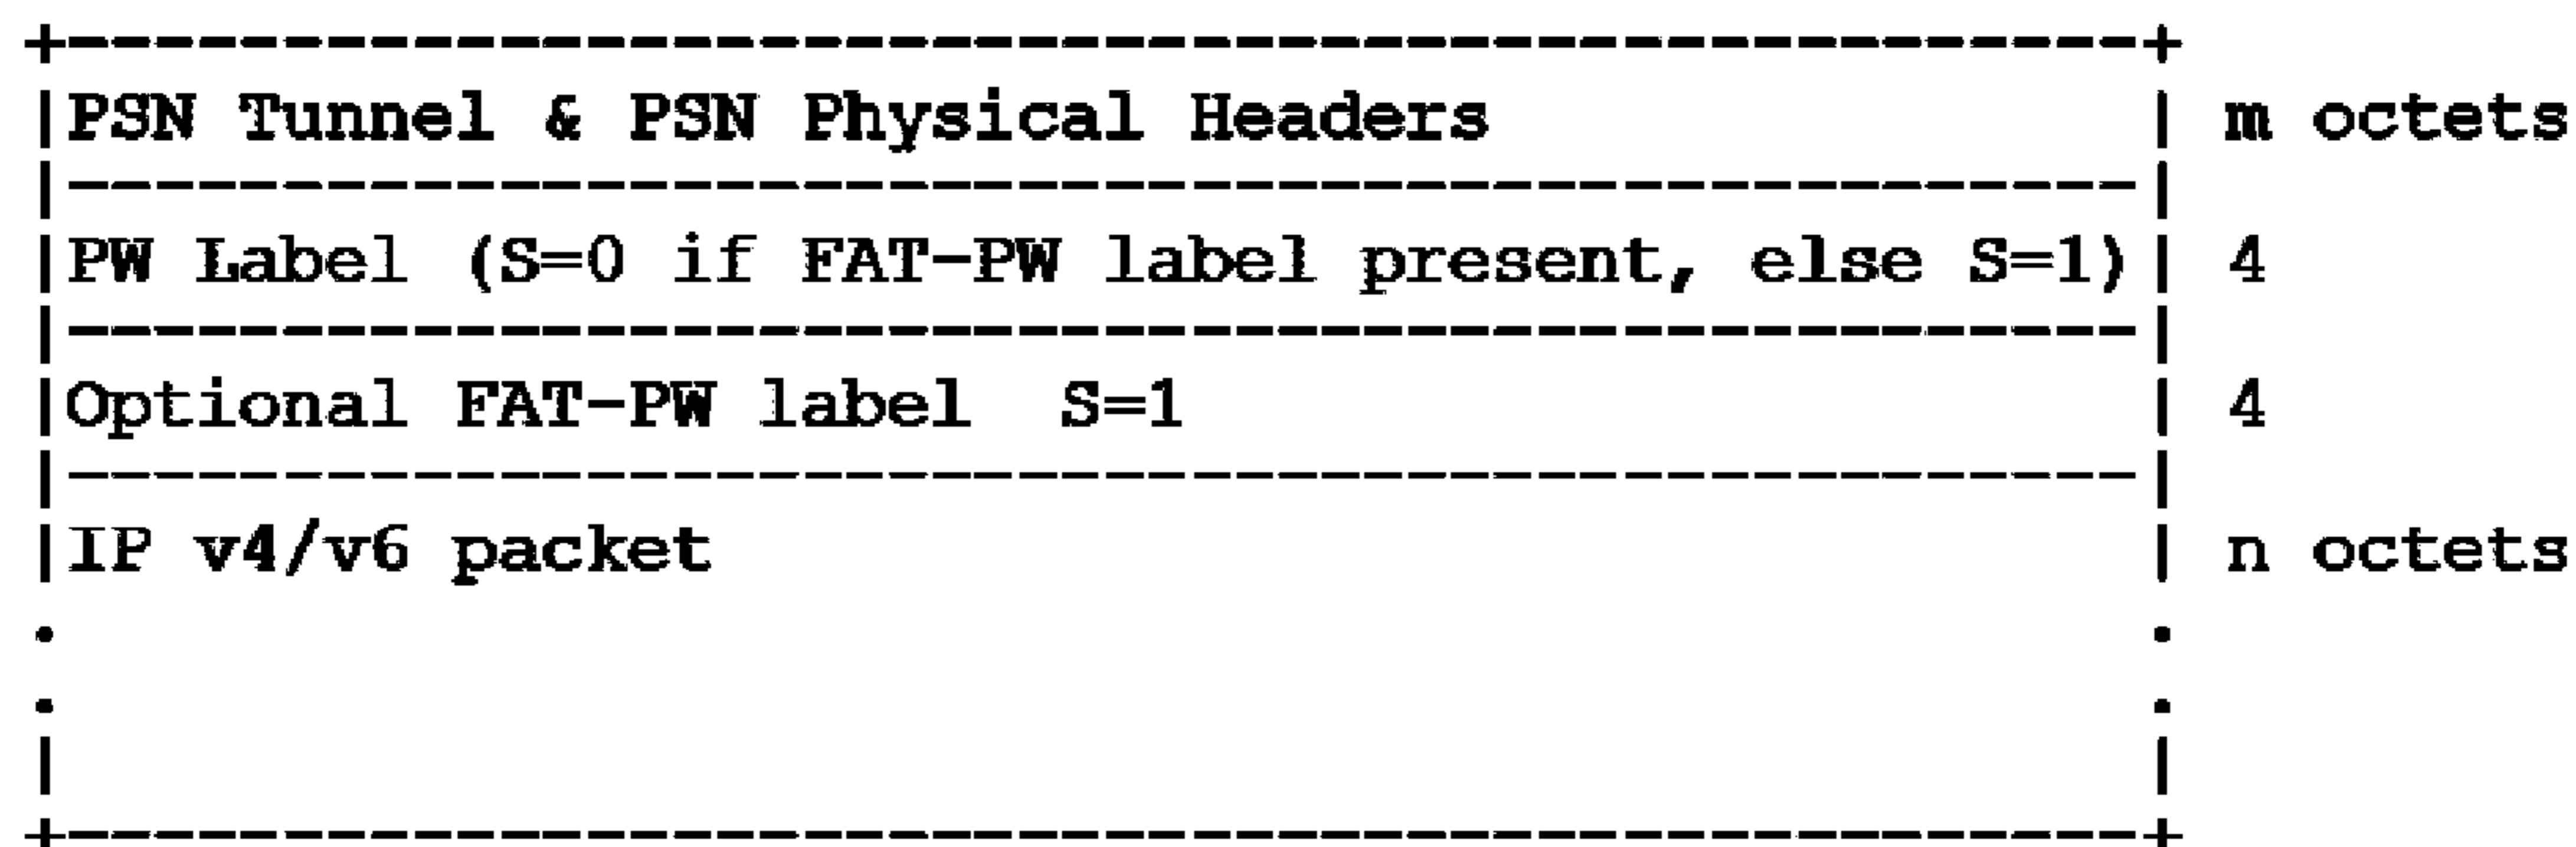 +------------------------------------------------+
|PSN Tunnel & PSN Physical Headers               | m octets
|------------------------------------------------|
|PW Label (S=0 if FAT-PW label present, else S=1)| 4
|------------------------------------------------|
|Optional FAT-PW label  S=1                      | 4
|------------------------------------------------|
|IP v4/v6 packet                                 | n octets
.                                                .
.                                                .
|                                                |
+------------------------------------------------+